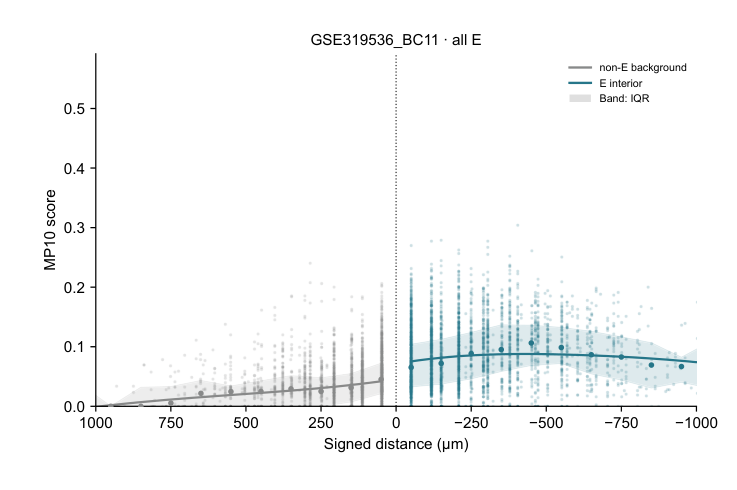 GSE319536_BC11 · all E
non-E background
E interior
Band: IQR
MP10 score
0.5
0.4
0.3
0.2
0.1
0.0
1000 750 500 250 0 −250 −500 −750 −1000
Signed distance (μm)